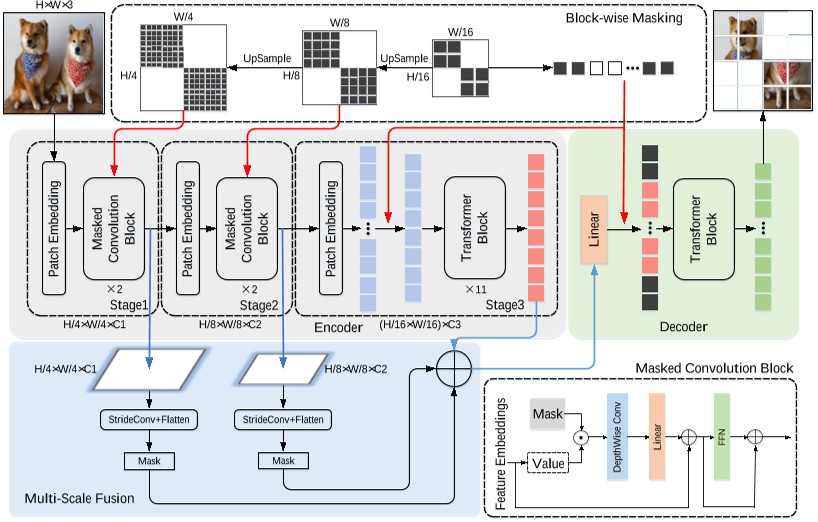 H×W×3
W/4
H/4
UpSample
W/8
H/8
UpSample
W/16
H/16
Block-wise Masking
Patch Embedding
Masked
Convolution
Block
×2
Stage1
H/4×W/4×C1
Patch Embedding
Masked
Convolution
Block
×2
Stage2
H/8×W/8×C2
Patch Embedding
Transformer
Block
×11
Stage3
Encoder
(H/16×W/16)×C3
Linear
Transformer
Block
Decoder
H/4×W/4×C1
H/8×W/8×C2
StrideConv+Flatten
StrideConv+Flatten
Mask
Mask
Multi-Scale Fusion
Masked Convolution Block
Feature Embeddings
Mask
Value
DepthWise Conv
Linear
FFN